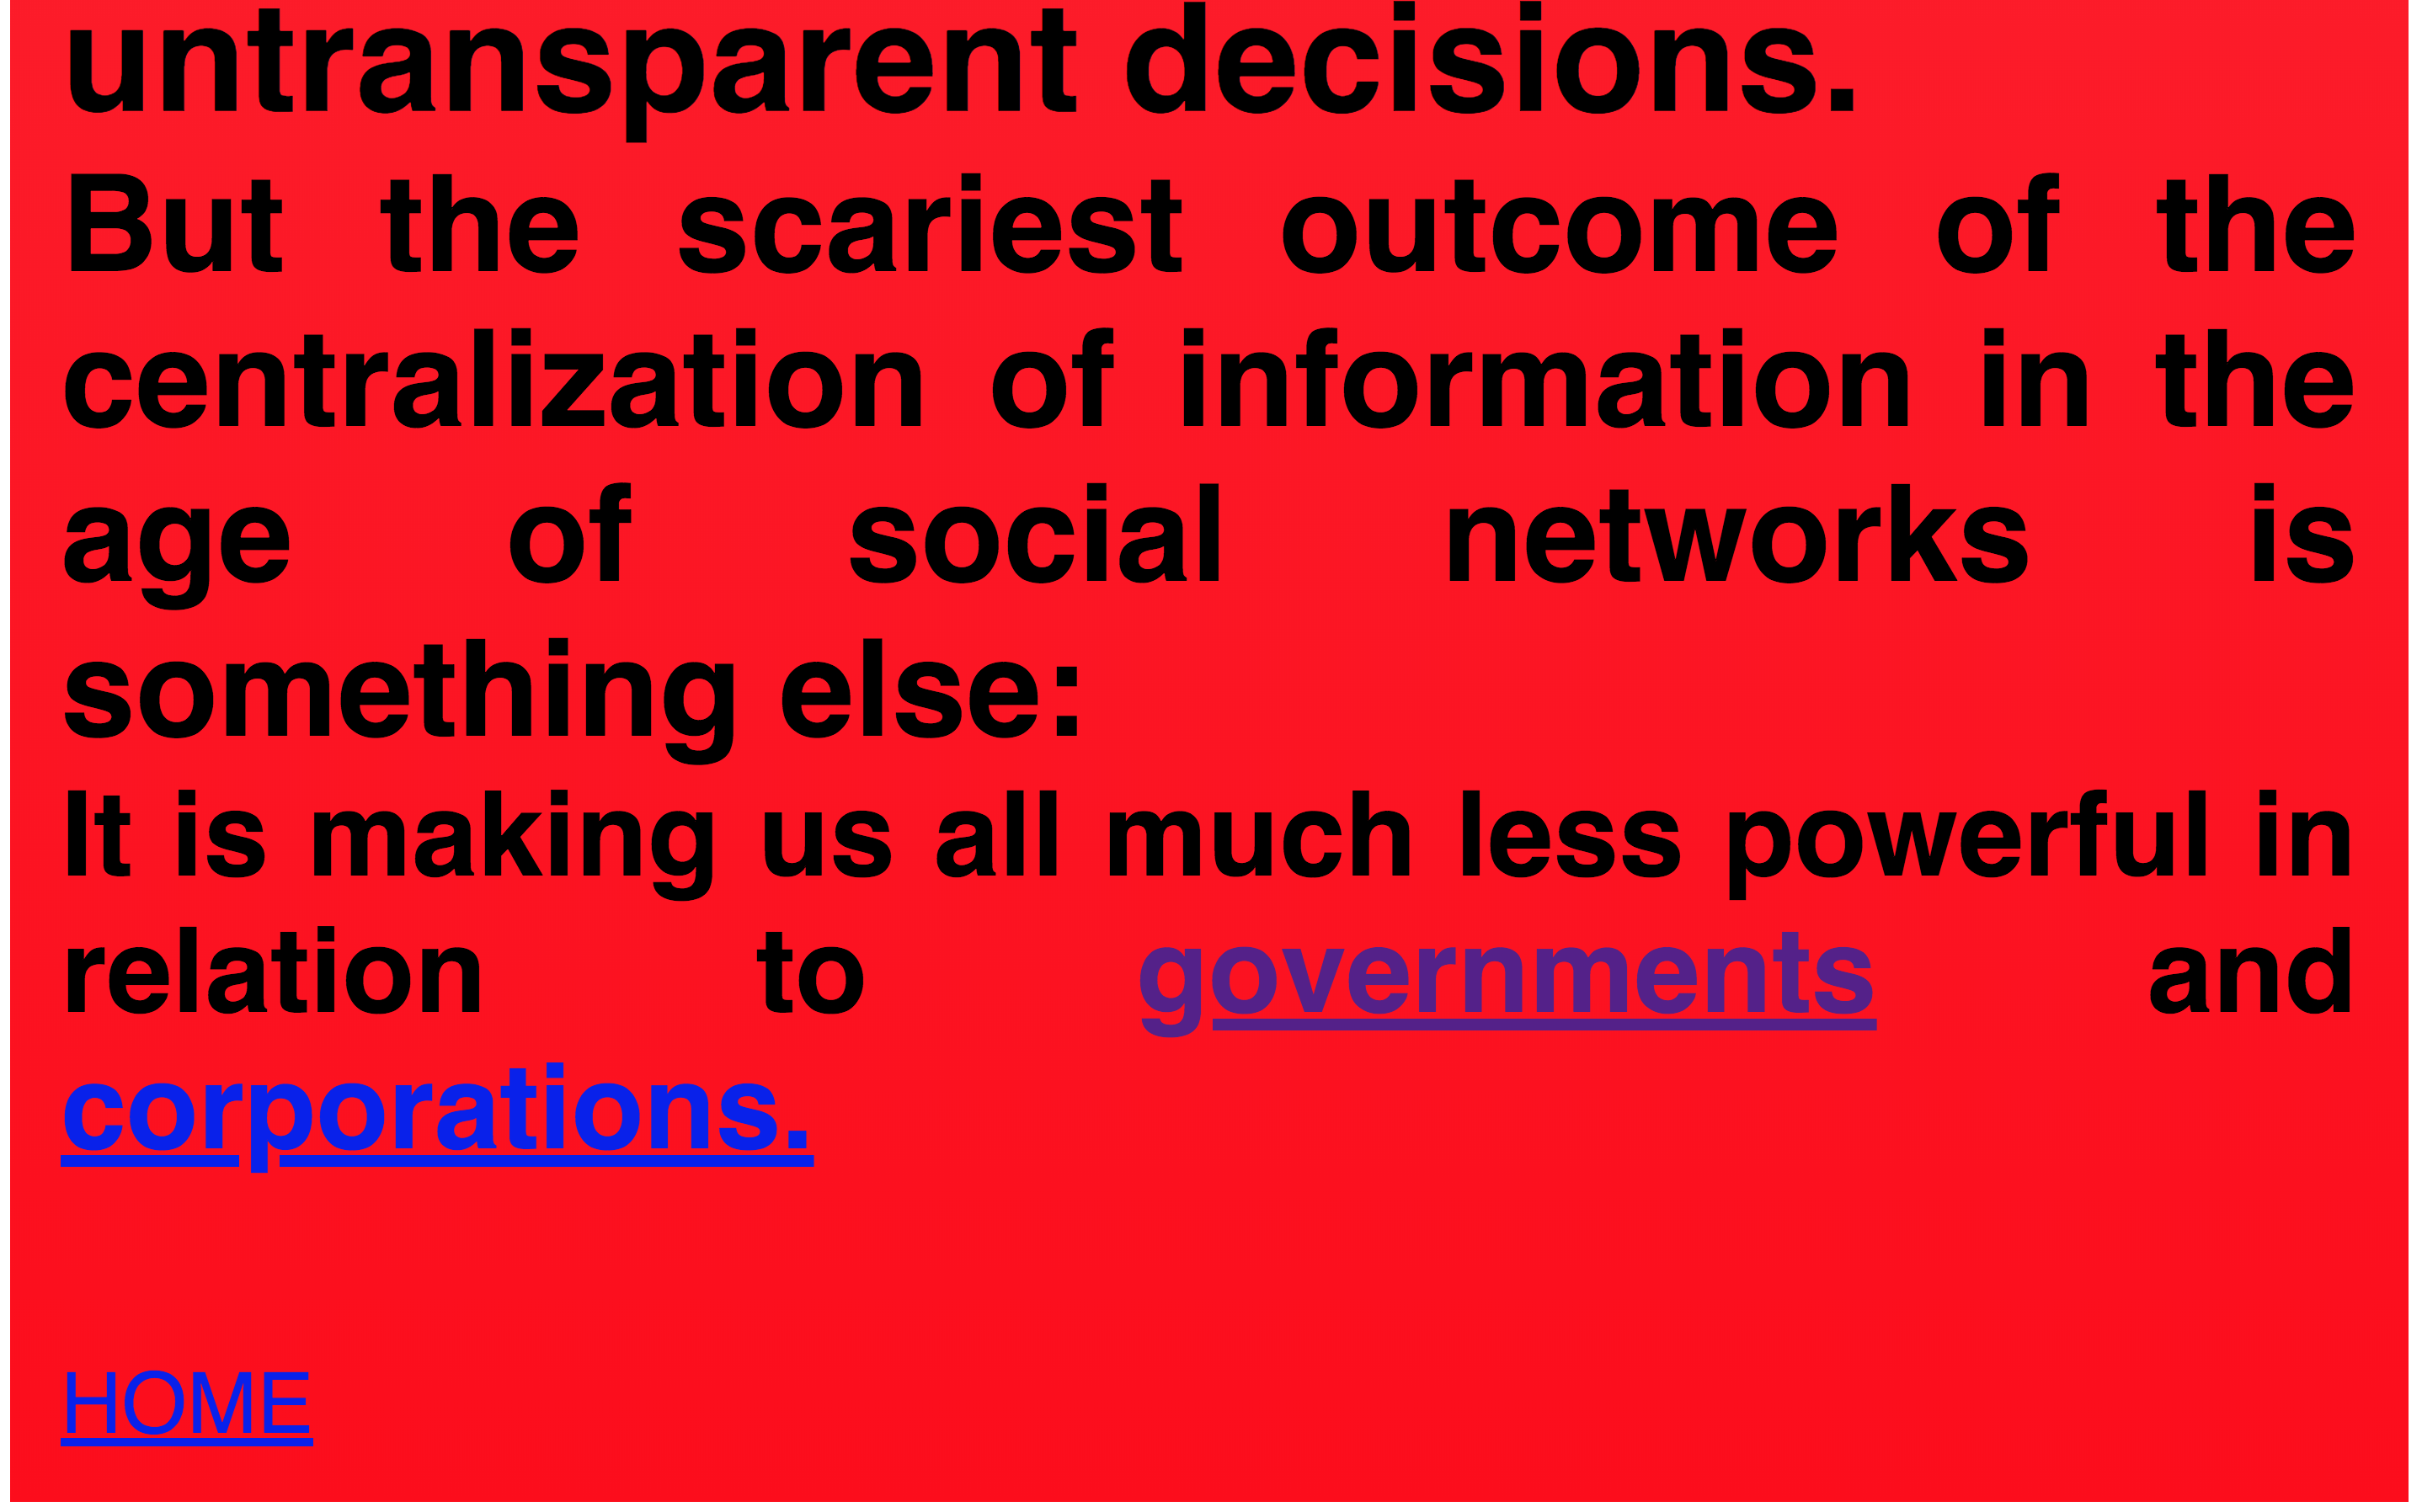 untransparent decisions.
But the scariest outcome of the
centralization of information in the
age of social networks is
something else:
It is making us all much less powerful in
relation to governments and
corporations.
HOME